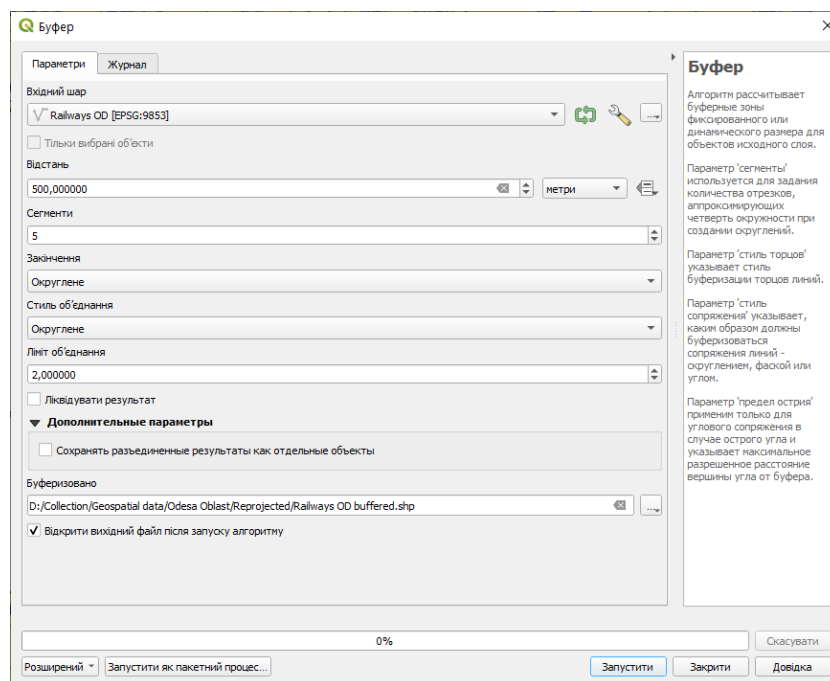 Буфер
Параметри
Журнал
Вхідний шар
Railways OD [EPSG:9853]
...
Тільки вибрані об'єкти
Відстань
500,000000
метри
Сегменти
5
Закінчення
Округлене
Стиль об'єднання
Округлене
Ліміт об'єднання
2,000000
Ліквідувати результат
Дополнительные параметры
Сохранять разъединенные результаты как отдельные объекты
Буферизовано
D:/Collection/Geospatial data/Odesa Oblast/Reprojected/Railways OD buffered.shp
...
Відкрити вихідний файл після запуску алгоритму
Буфер
Алгоритм рассчитывает
буферные зоны
фиксированного или
динамического размера для
объектов исходного слоя.
Параметр 'сегменты'
используется для задания
количества отрезков,
аппроксимирующих
четверть окружности при
создании скруглений.
Параметр 'стиль торцов'
указывает стиль
буферизации торцов линий.
Параметр 'стиль
сопряжения' указывает,
каким образом должны
буферизоваться
сопряжения линий -
скруглением, фаской или
углом.
Параметр 'предел острия'
применим только для
углового сопряжения в
случае острого угла и
указывает максимальное
разрешенное расстояние
вершины угла от буфера.
0%
Скасувати
Розширений
Запустити як пакетний процес...
Запустити
Закрити
Довідка